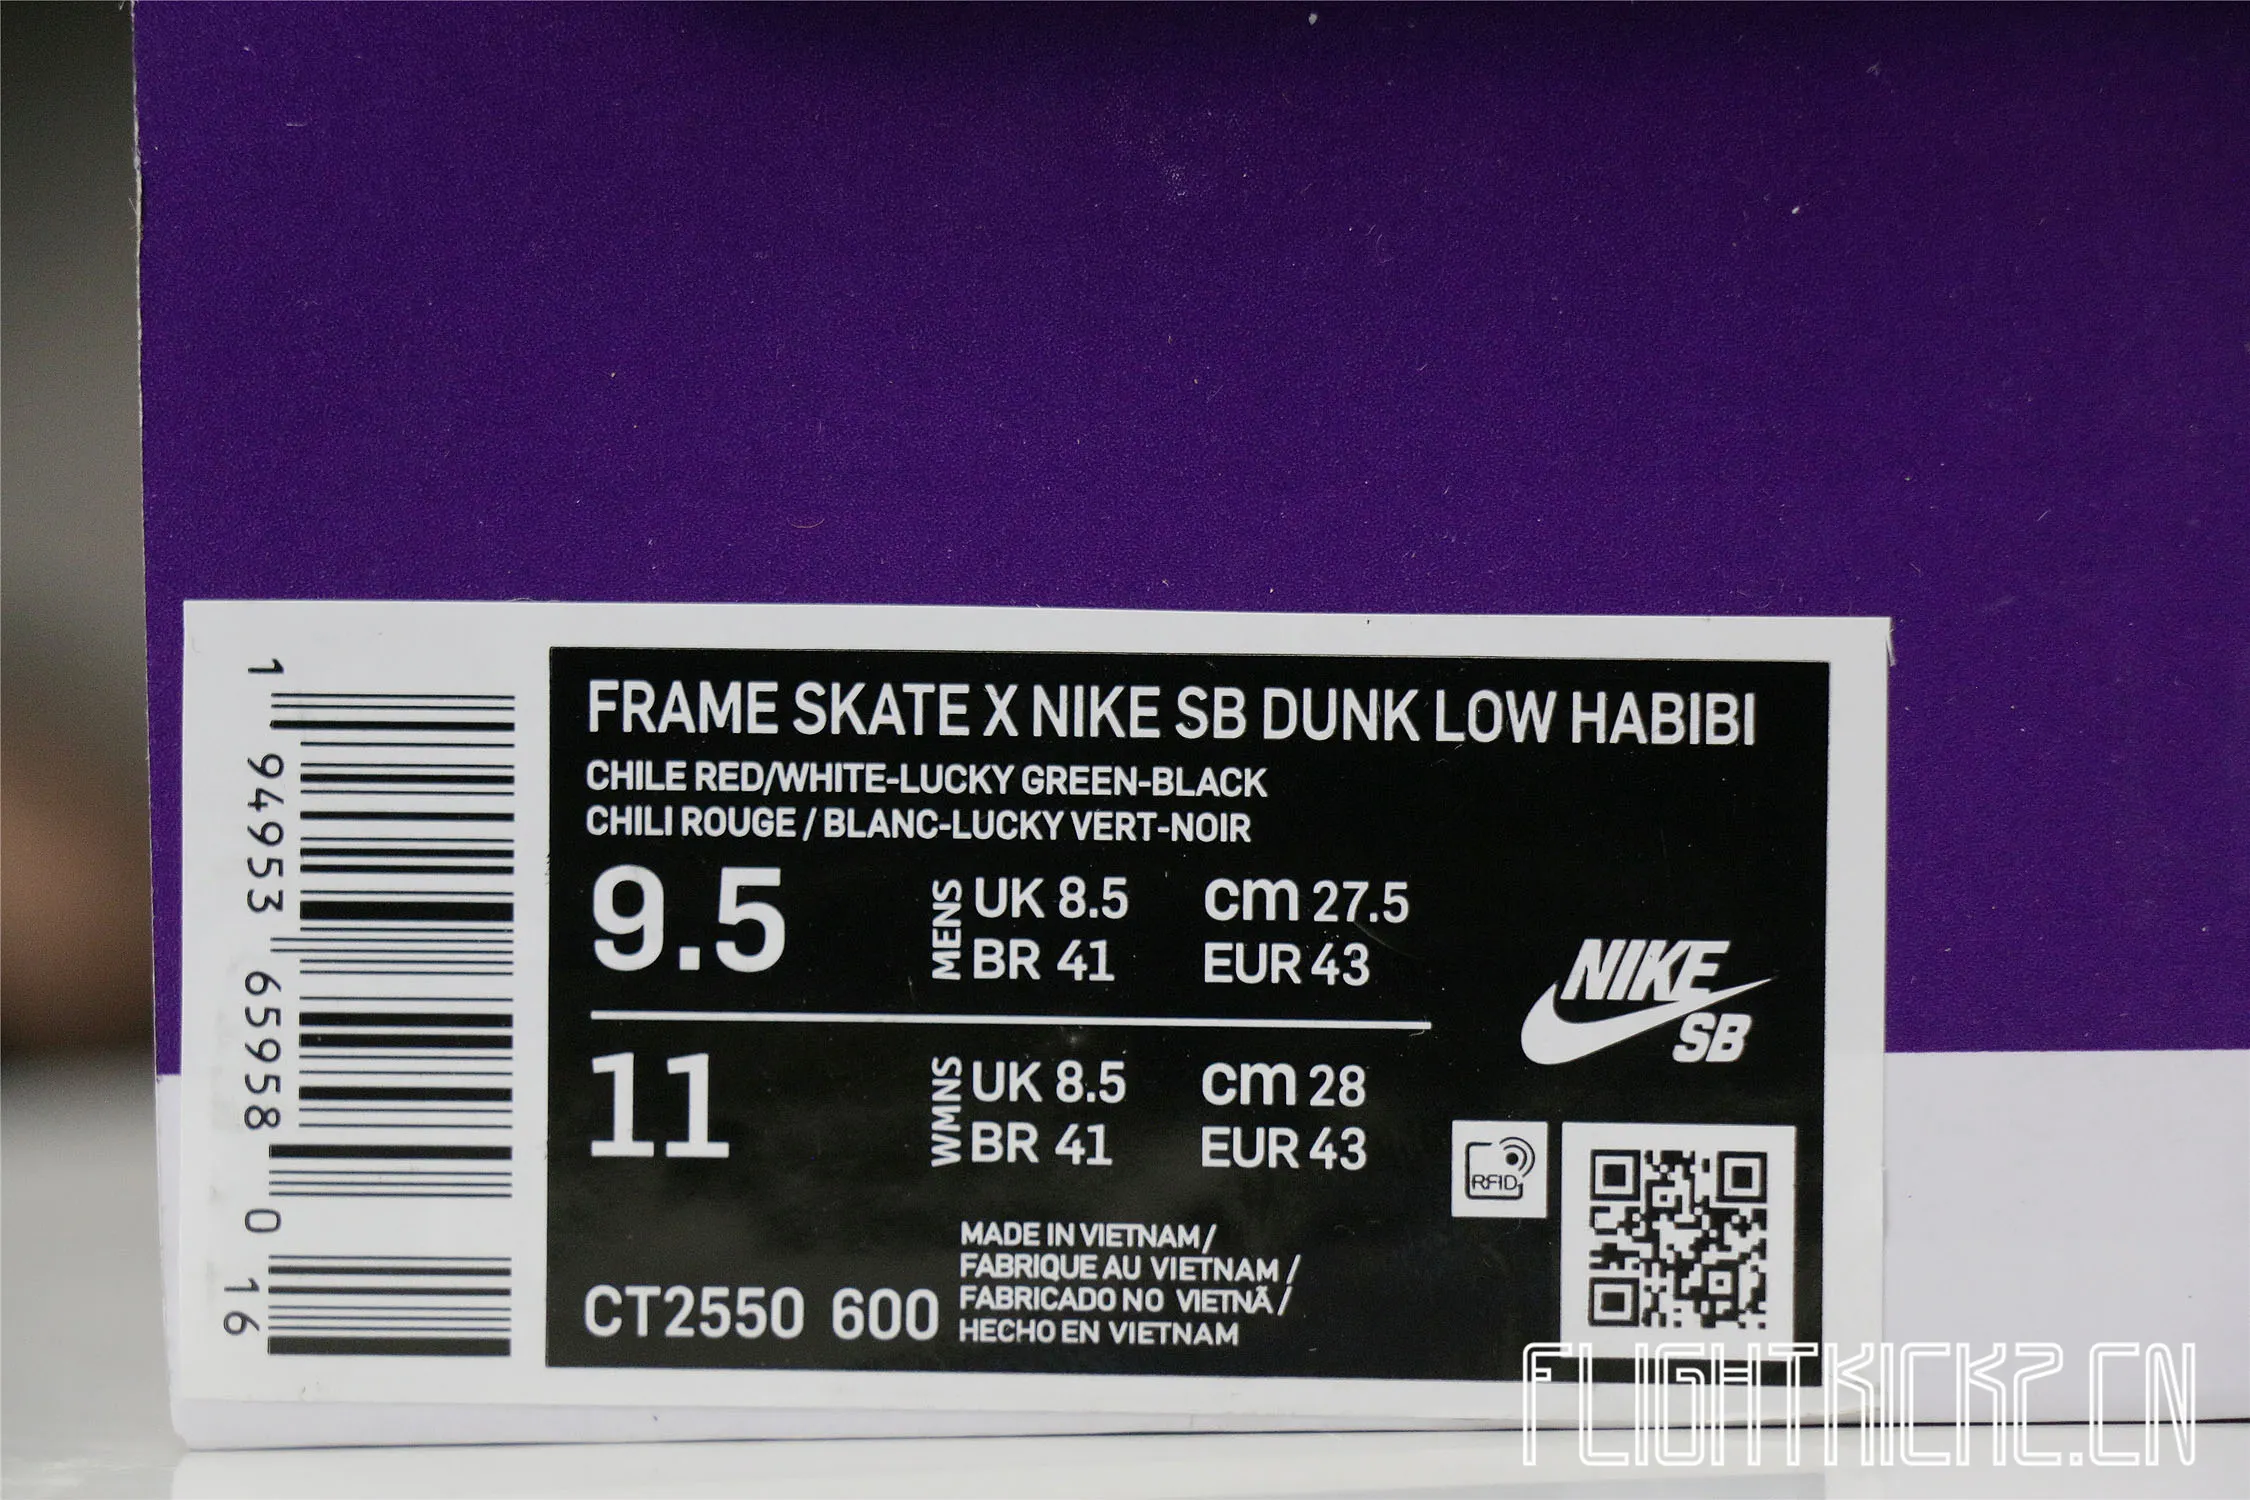 FRAME SKATE X NIKE SB DUNK LOW HABIBI
CHILE RED/WHITE-LUCKY GREEN-BLACK
CHILI ROUGE / BLANC-LUCKY VERT-NOIR
9.5
MENS
UK 8.5 cm 27.5
BR 41 EUR 43
11
WMNS
UK 8.5 cm 28
BR 41 EUR 43
NIKE
SB
RFID
CT2550 600
MADE IN VIETNAM /
FABRIQUE AU VIETNAM /
FABRICADO NO VIETNÃ /
HECHO EN VIETNAM
1 94953 65958 0 16
FLIGHTKICKZ.CN